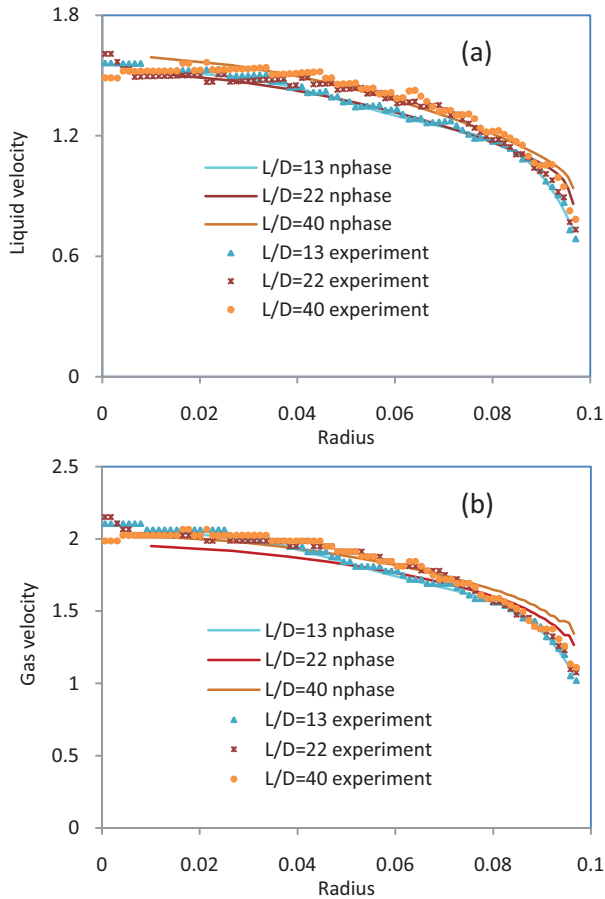 1.8
(a)
1.2
Liquid velocity
L/D=13 nphase
L/D=22 nphase
L/D=40 nphase
0.6
L/D=13 experiment
L/D=22 experiment
L/D=40 experiment
0
0 0.02 0.04 0.06 0.08 0.1
Radius
2.5
(b)
2
1.5
Gas velocity
L/D=13 nphase
L/D=22 nphase
1
L/D=40 nphase
L/D=13 experiment
0.5
L/D=22 experiment
L/D=40 experiment
0
0 0.02 0.04 0.06 0.08 0.1
Radius